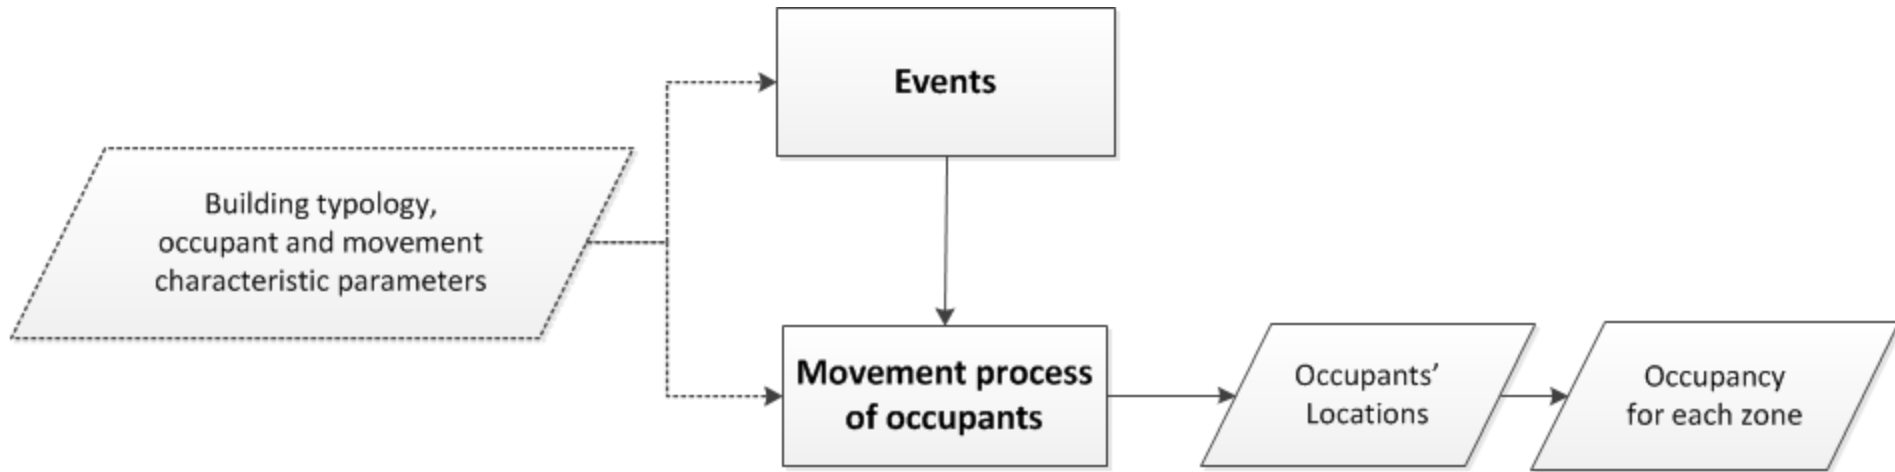 Events
Building typology,
occupant and movement
characteristic parameters
Movement process
of occupants
Occupants’
Locations
Occupancy
for each zone